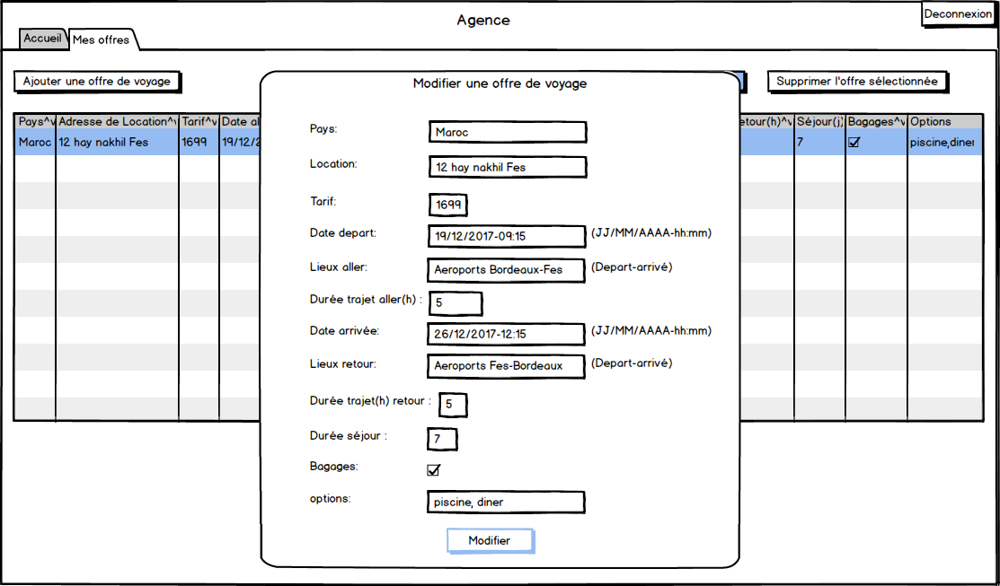 Agence
Deconnexion
Accueil
Mes offres
Ajouter une offre de voyage
Supprimer l'offre sélectionnée
Pays^v Adresse de Location^v Tarif^v Date al
etour(h)^v Séjour(j) Bagages^v Options
Maroc 12 hay nakhil Fes 1699 19/12/2
7 piscine,diner
Modifier une offre de voyage
Pays: Maroc
Location: 12 hay nakhil Fes
Tarif: 1699
Date depart: 19/12/2017-09:15 (JJ/MM/AAAA-hh:mm)
Lieux aller: Aeroports Bordeaux-Fes (Depart-arrivé)
Durée trajet aller(h) : 5
Date arrivée: 26/12/2017-12:15 (JJ/MM/AAAA-hh:mm)
Lieux retour: Aeroports Fes-Bordeaux (Depart-arrivé)
Durée trajet(h) retour : 5
Durée séjour : 7
Bagages:
options: piscine, diner
Modifier